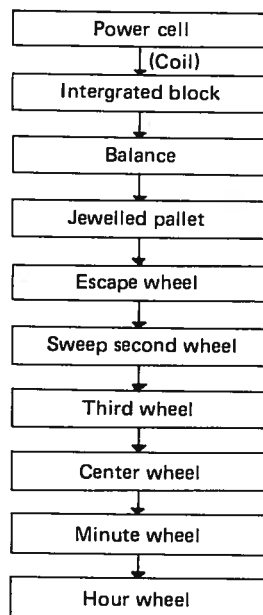 Power cell
(Coil)
Intergrated block
Balance
Jewelled pallet
Escape wheel
Sweep second wheel
Third wheel
Center wheel
Minute wheel
Hour wheel